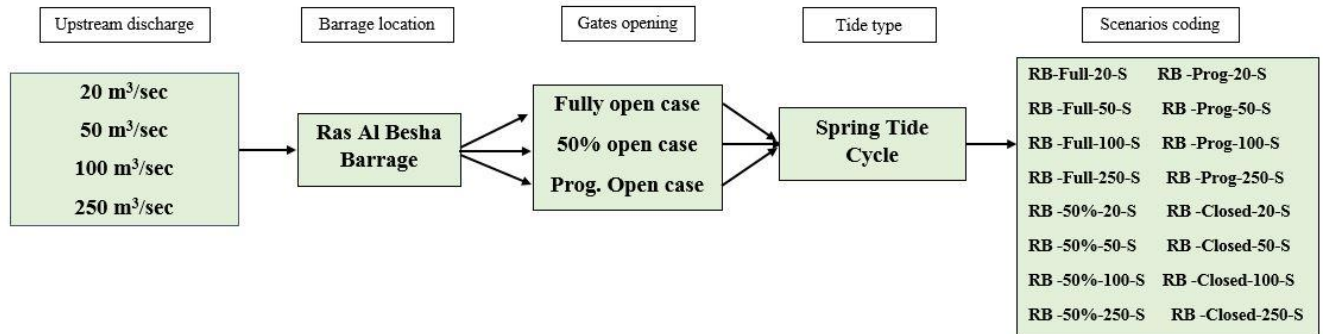 Upstream discharge
Barrage location
Gates opening
Tide type
Scenarios coding
20 m³/sec
50 m³/sec
100 m³/sec
250 m³/sec
Ras Al Besha
Barrage
Fully open case
50% open case
Prog. Open case
Spring Tide
Cycle
RB-Full-20-S RB -Prog-20-S
RB -Full-50-S RB -Prog-50-S
RB -Full-100-S RB -Prog-100-S
RB -Full-250-S RB -Prog-250-S
RB -50%-20-S RB -Closed-20-S
RB -50%-50-S RB -Closed-50-S
RB -50%-100-S RB -Closed-100-S
RB -50%-250-S RB -Closed-250-S